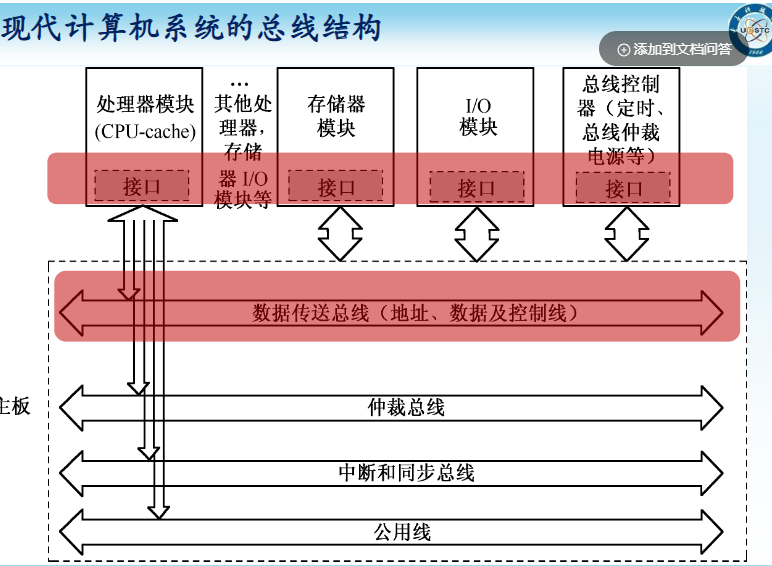 现代计算机系统的总线结构
添加到文档问答
处理器模块
(CPU-cache)
接口
…
其他处
理器,
存储
器 I/O
模块等
存储器
模块
接口
I/O
模块
接口
总线控制
器（定时、
总线仲裁
电源等）
接口
数据传送总线（地址、数据及控制线）
主板
仲裁总线
中断和同步总线
公用线